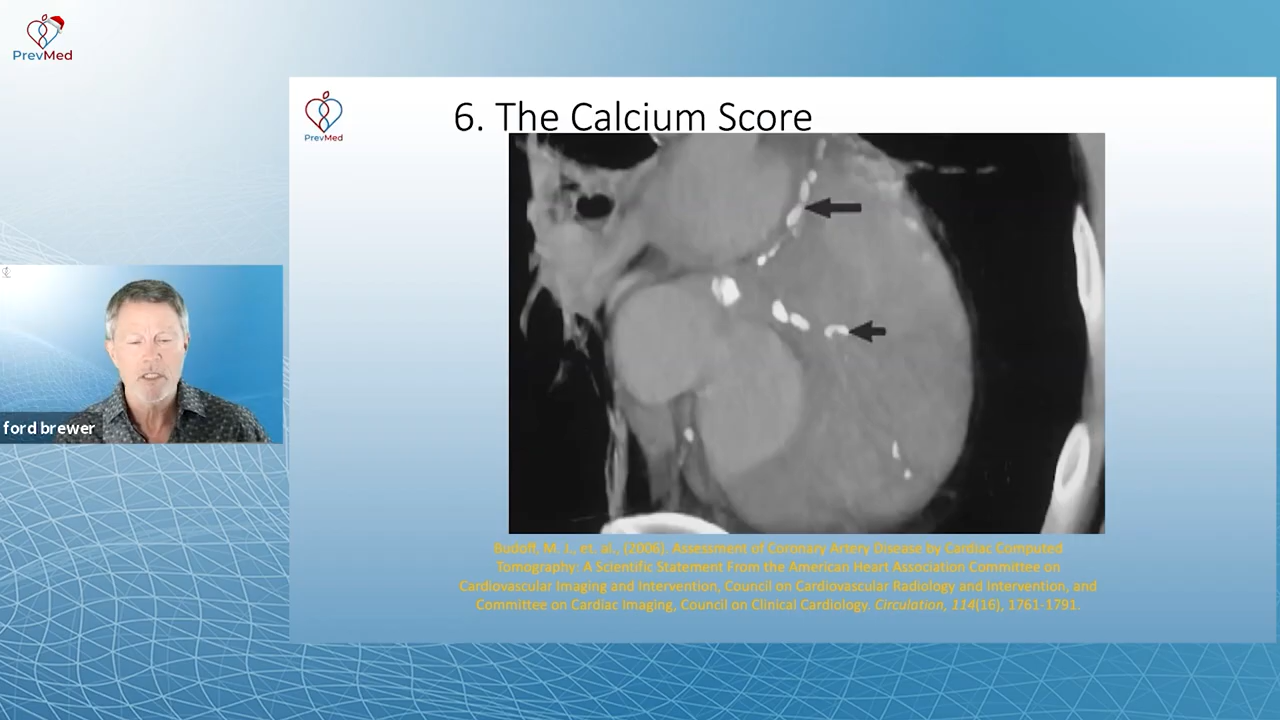 PrevMed
PrevMed
6. The Calcium Score
ford brewer
Budoff, M. J., et. al., (2006). Assessment of Coronary Artery Disease by Cardiac Computed
Tomography: A Scientific Statement From the American Heart Association Committee on
Cardiovascular Imaging and Intervention, Council on Cardiovascular Radiology and Intervention, and
Committee on Cardiac Imaging, Council on Clinical Cardiology. Circulation, 114(16), 1761-1791.